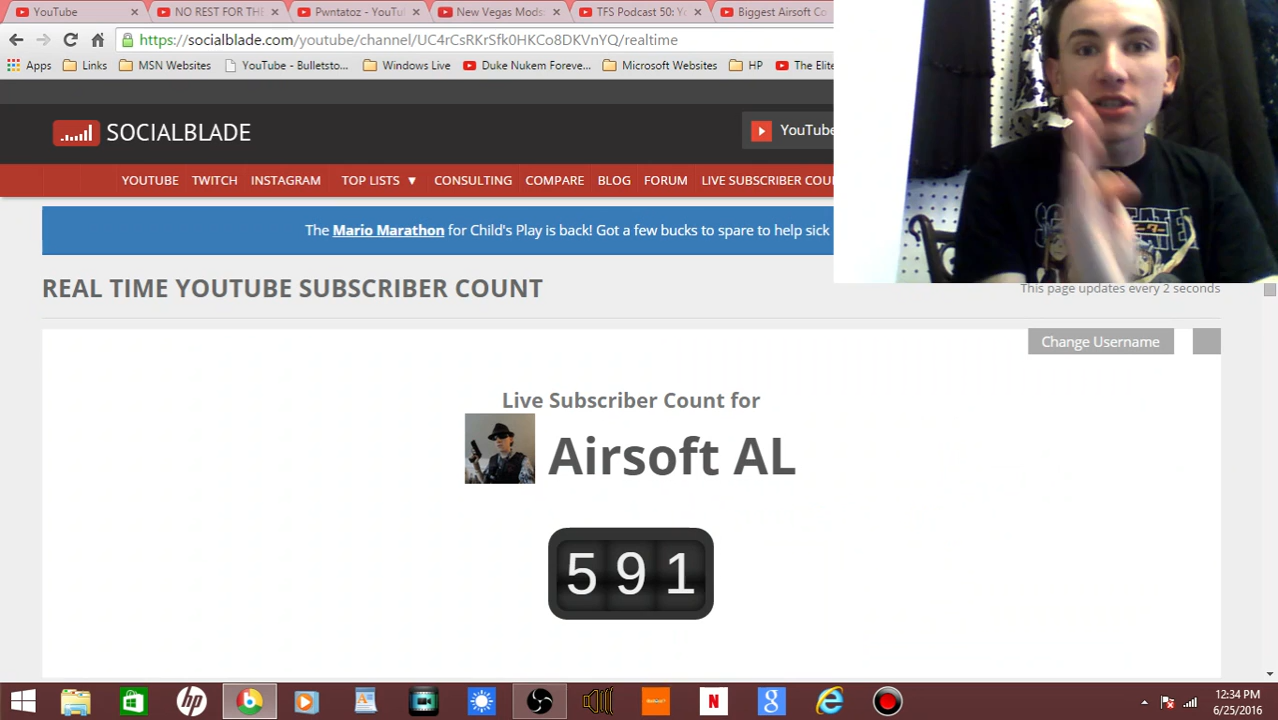 YouTube
NO REST FOR THE
Pwntatoz - YouTu
New Vegas Mods:
TFS Podcast 50: Y
Biggest Airsoft Co
https://socialblade.com/youtube/channel/UC4rCsRKrSfk0HKCo8DKVnYQ/realtime
Apps Links MSN Websites YouTube - Bulletsto... Windows Live Duke Nukem Foreve... Microsoft Websites HP The Elite
SOCIALBLADE
YouTube
YOUTUBE TWITCH INSTAGRAM TOP LISTS CONSULTING COMPARE BLOG FORUM LIVE SUBSCRIBER COU
The Mario Marathon for Child's Play is back! Got a few bucks to spare to help sick
REAL TIME YOUTUBE SUBSCRIBER COUNT
This page updates every 2 seconds
Change Username
Live Subscriber Count for
Airsoft AL
591
hp
N
g
12:34 PM
6/25/2016